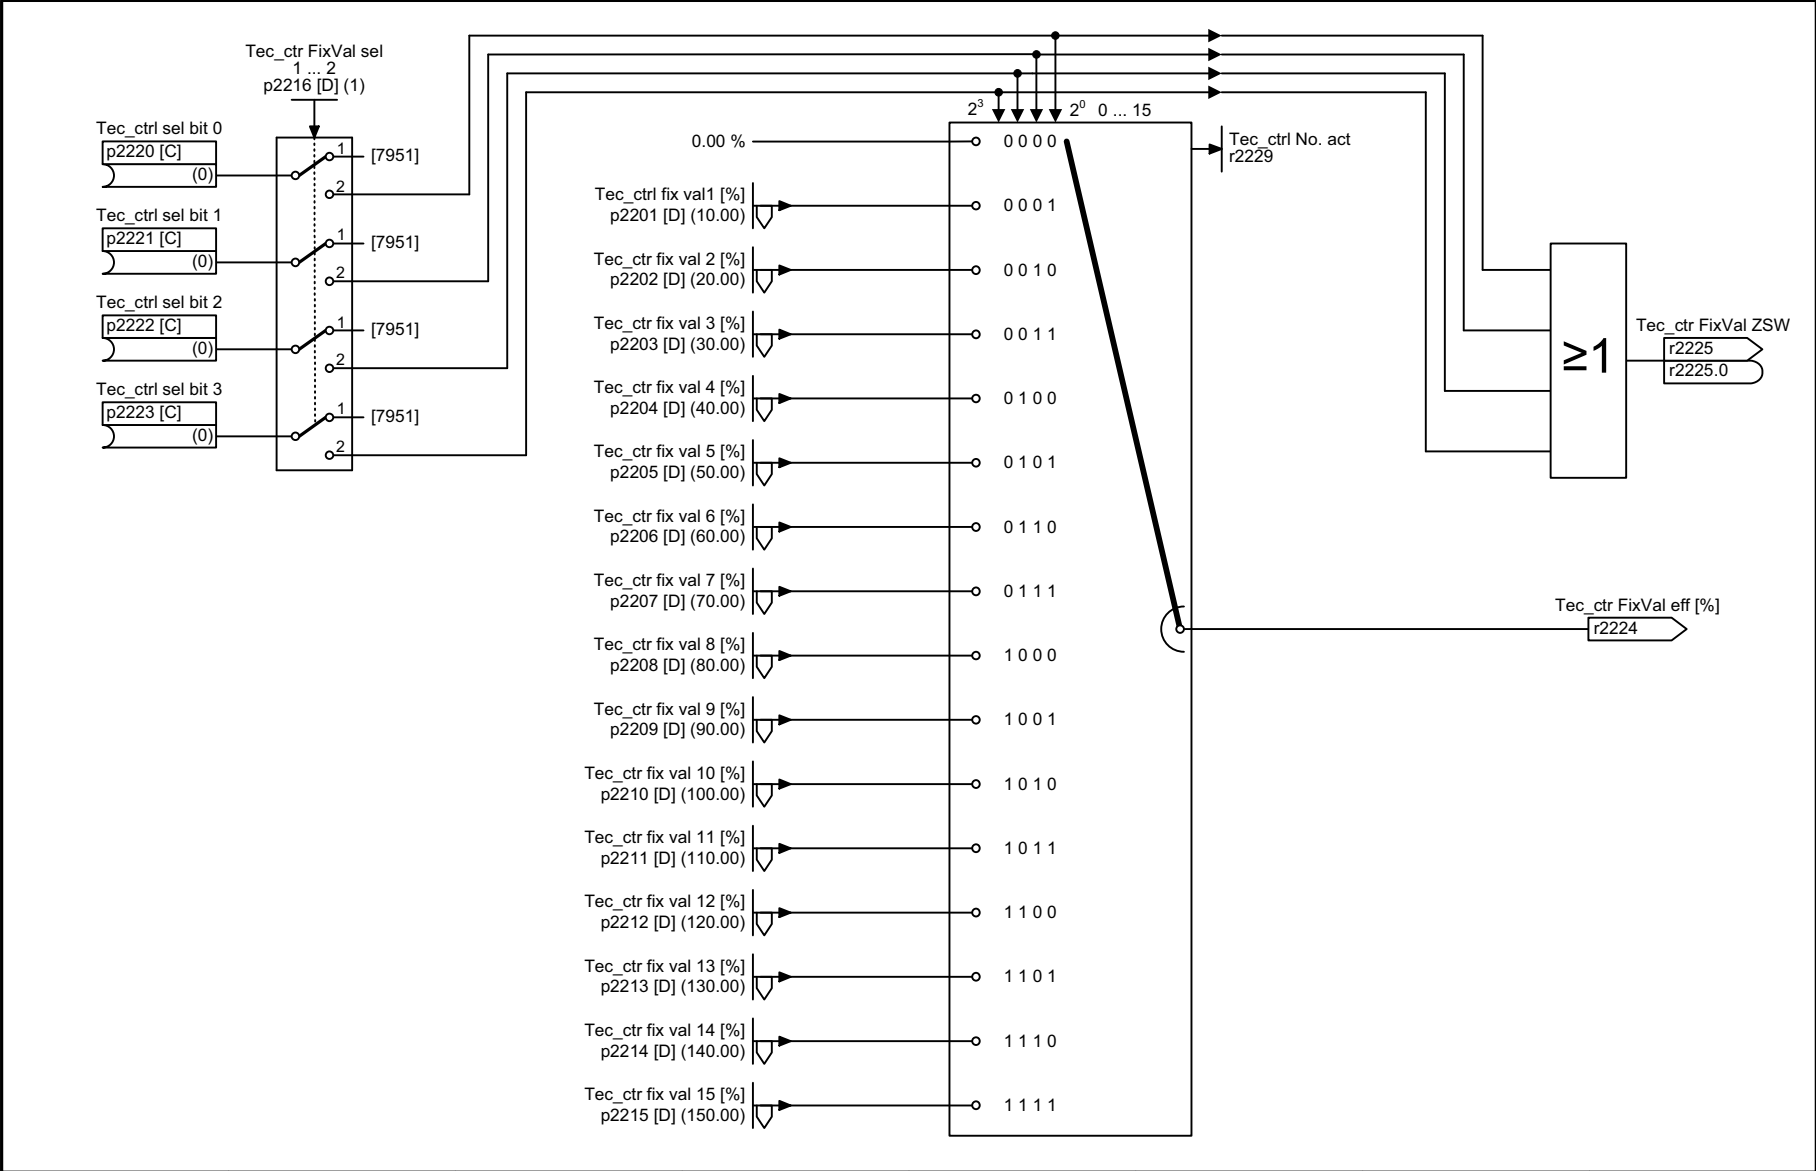 Tec_ctr FixVal sel
1 ... 2
p2216 [D] (1)
Tec_ctrl sel bit 0
p2220 [C]
(0)
1
[7951]
2
Tec_ctrl sel bit 1
p2221 [C]
(0)
1
[7951]
2
Tec_ctrl sel bit 2
p2222 [C]
(0)
1
[7951]
2
Tec_ctrl sel bit 3
p2223 [C]
(0)
1
[7951]
2
2³ 2⁰ 0 ... 15
0.00 % 0 0 0 0
Tec_ctrl No. act
r2229
Tec_ctrl fix val1 [%]
p2201 [D] (10.00) 0 0 0 1
Tec_ctr fix val 2 [%]
p2202 [D] (20.00) 0 0 1 0
Tec_ctr fix val 3 [%]
p2203 [D] (30.00) 0 0 1 1
Tec_ctr fix val 4 [%]
p2204 [D] (40.00) 0 1 0 0
Tec_ctr fix val 5 [%]
p2205 [D] (50.00) 0 1 0 1
Tec_ctr fix val 6 [%]
p2206 [D] (60.00) 0 1 1 0
Tec_ctr fix val 7 [%]
p2207 [D] (70.00) 0 1 1 1
Tec_ctr fix val 8 [%]
p2208 [D] (80.00) 1 0 0 0
Tec_ctr fix val 9 [%]
p2209 [D] (90.00) 1 0 0 1
Tec_ctr fix val 10 [%]
p2210 [D] (100.00) 1 0 1 0
Tec_ctr fix val 11 [%]
p2211 [D] (110.00) 1 0 1 1
Tec_ctr fix val 12 [%]
p2212 [D] (120.00) 1 1 0 0
Tec_ctr fix val 13 [%]
p2213 [D] (130.00) 1 1 0 1
Tec_ctr fix val 14 [%]
p2214 [D] (140.00) 1 1 1 0
Tec_ctr fix val 15 [%]
p2215 [D] (150.00) 1 1 1 1
≥1
Tec_ctr FixVal ZSW
r2225
r2225.0
Tec_ctr FixVal eff [%]
r2224